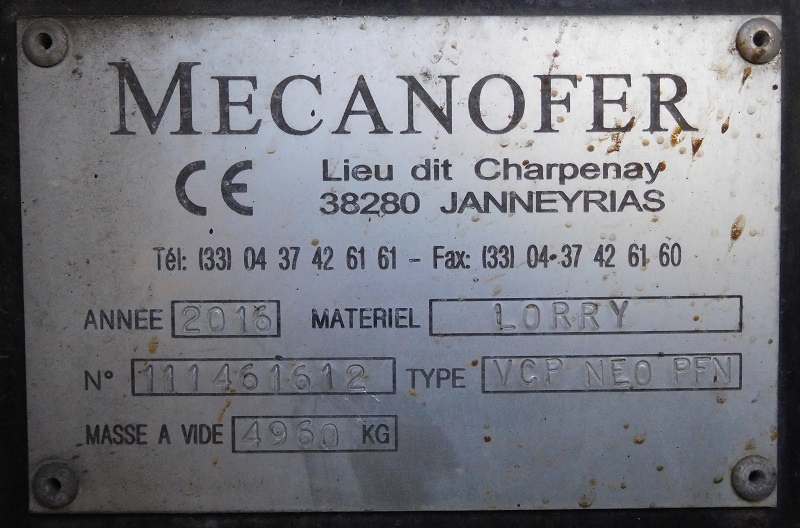 MECANOFER
CE Lieu dit Charpenay
38280 JANNEYRIAS
Tél: (33) 04 37 42 61 61 - Fax: (33) 04 37 42 61 60
ANNEE 2016 MATERIEL LORRY
N° 111461612 TYPE VCP NEO PFN
MASSE A VIDE 4960 KG